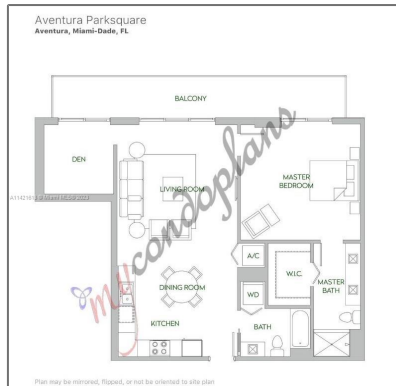 Aventura Parksquare
Aventura, Miami-Dade, FL
BALCONY
DEN
LIVING ROOM
MASTER
BEDROOM
mycondoplans
A/C
W.I.C.
MASTER
BATH
DINING ROOM
WD
KITCHEN
BATH
Plan may be mirrored, flipped, or not be oriented to site plan